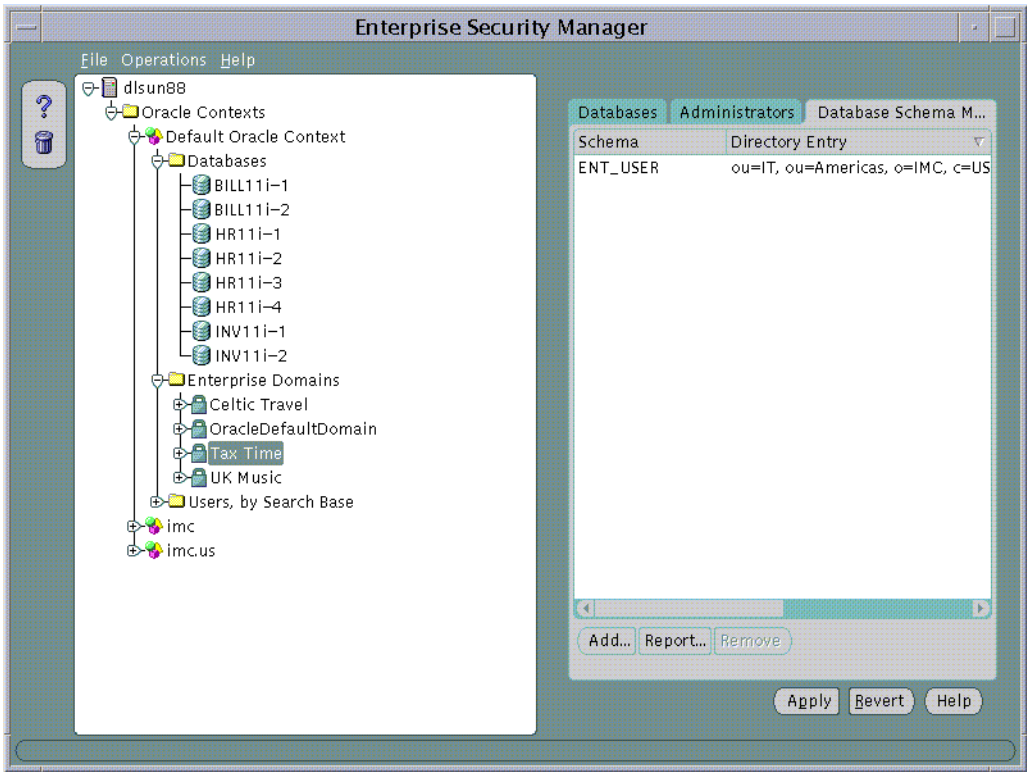 Enterprise Security Manager
File Operations Help
?
dlsun88
Oracle Contexts
Default Oracle Context
Databases
BILL11i-1
BILL11i-2
HR11i-1
HR11i-2
HR11i-3
HR11i-4
INV11i-1
INV11i-2
Enterprise Domains
Celtic Travel
OracleDefaultDomain
Tax Time
UK Music
Users, by Search Base
imc
imc.us
Databases Administrators Database Schema M...
Schema Directory Entry
ENT_USER ou=IT, ou=Americas, o=IMC, c=US
Add... Report... Remove
Apply Revert Help